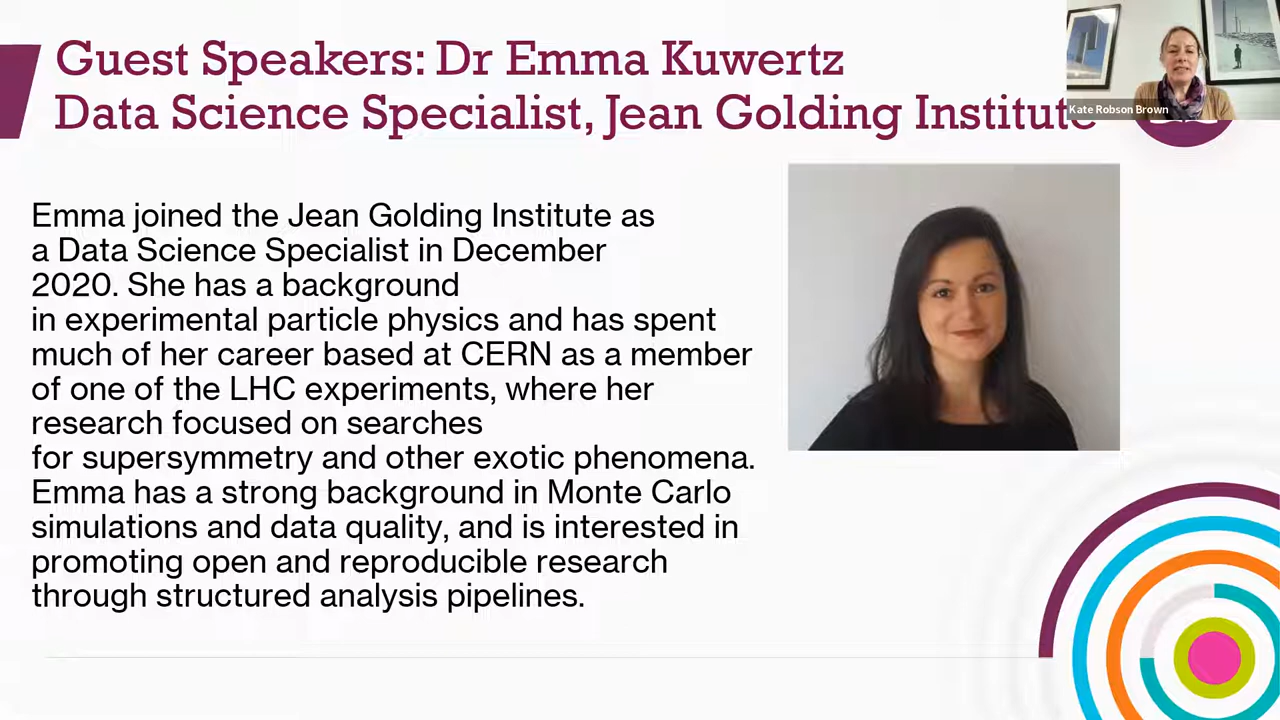 Guest Speakers: Dr Emma Kuwertz
Data Science Specialist, Jean Golding Institute
Kate Robson Brown
Emma joined the Jean Golding Institute as
a Data Science Specialist in December
2020. She has a background
in experimental particle physics and has spent
much of her career based at CERN as a member
of one of the LHC experiments, where her
research focused on searches
for supersymmetry and other exotic phenomena.
Emma has a strong background in Monte Carlo
simulations and data quality, and is interested in
promoting open and reproducible research
through structured analysis pipelines.